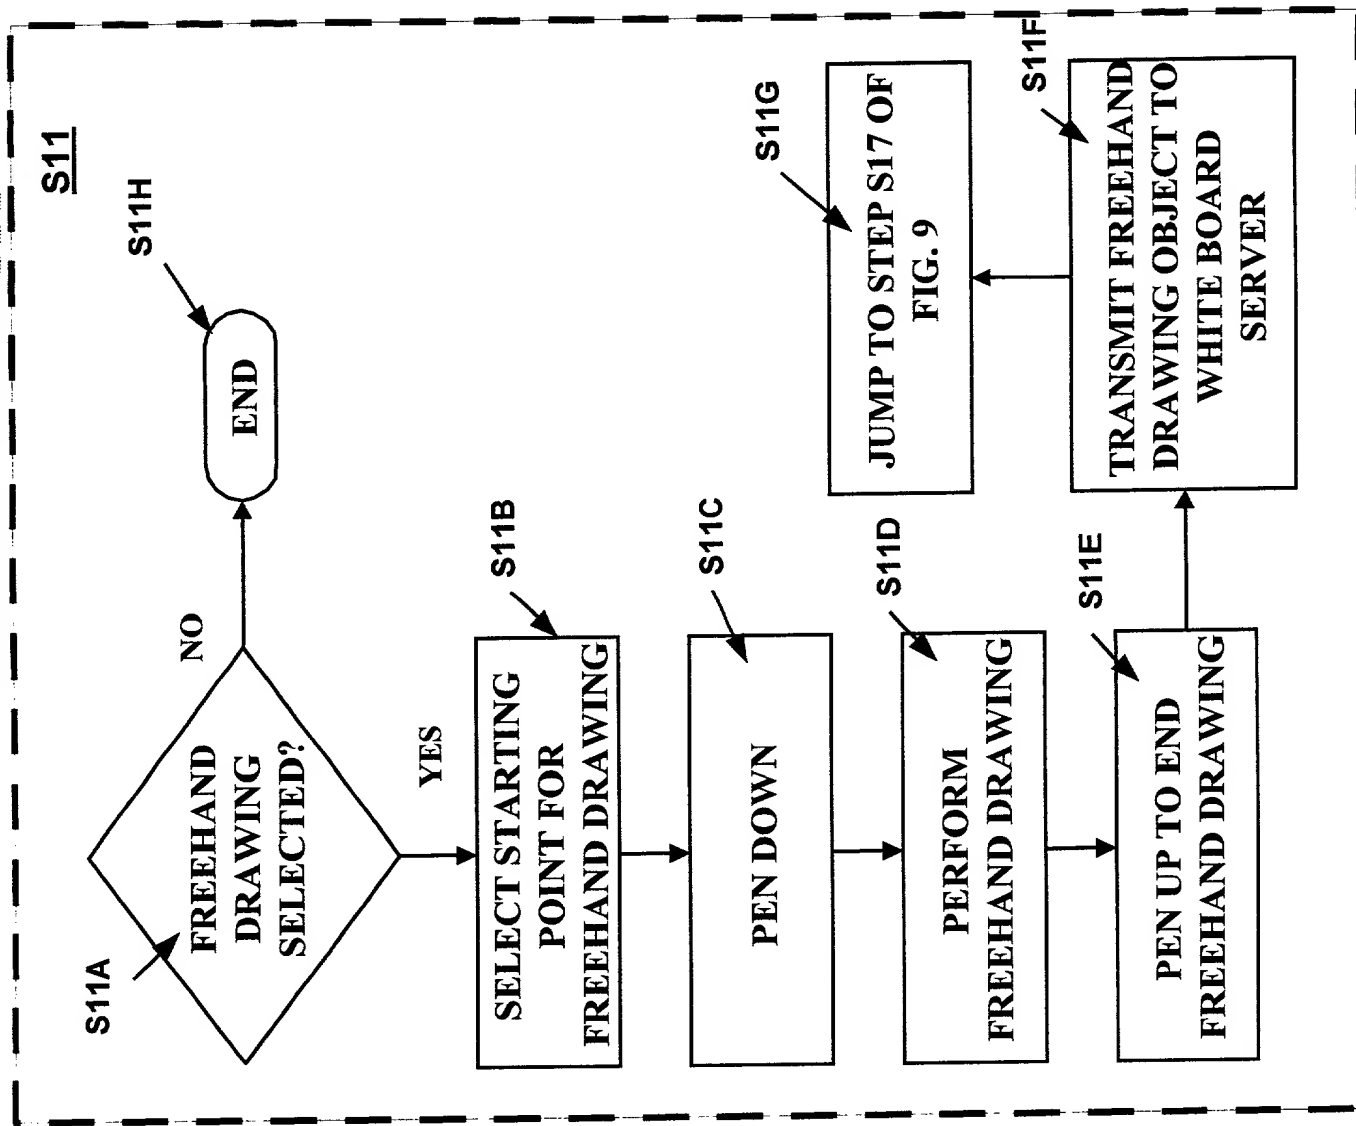 S11
S11A
FREEHAND
DRAWING
SELECTED?
NO
S11H
END
YES
S11B
SELECT STARTING
POINT FOR
FREEHAND DRAWING
S11C
PEN DOWN
S11D
PERFORM
FREEHAND DRAWING
S11E
PEN UP TO END
FREEHAND DRAWING
S11F
TRANSMIT FREEHAND
DRAWING OBJECT TO
WHITE BOARD
SERVER
S11G
JUMP TO STEP S17 OF
FIG. 9